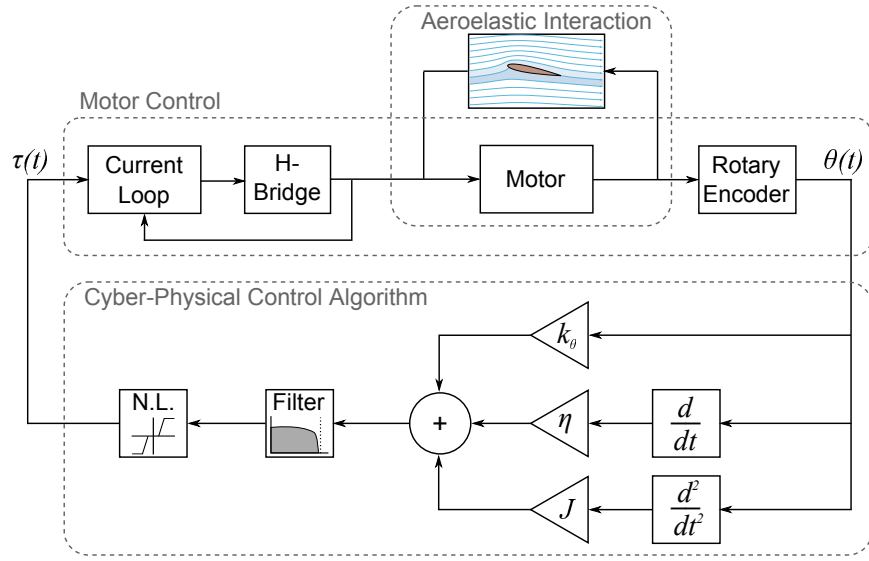 Aeroelastic Interaction
Motor Control
τ(t)
Current
Loop
H-
Bridge
Motor
Rotary
Encoder
θ(t)
Cyber-Physical Control Algorithm
k_θ
N.L.
Filter
+
η
d
dt
J
d²
dt²